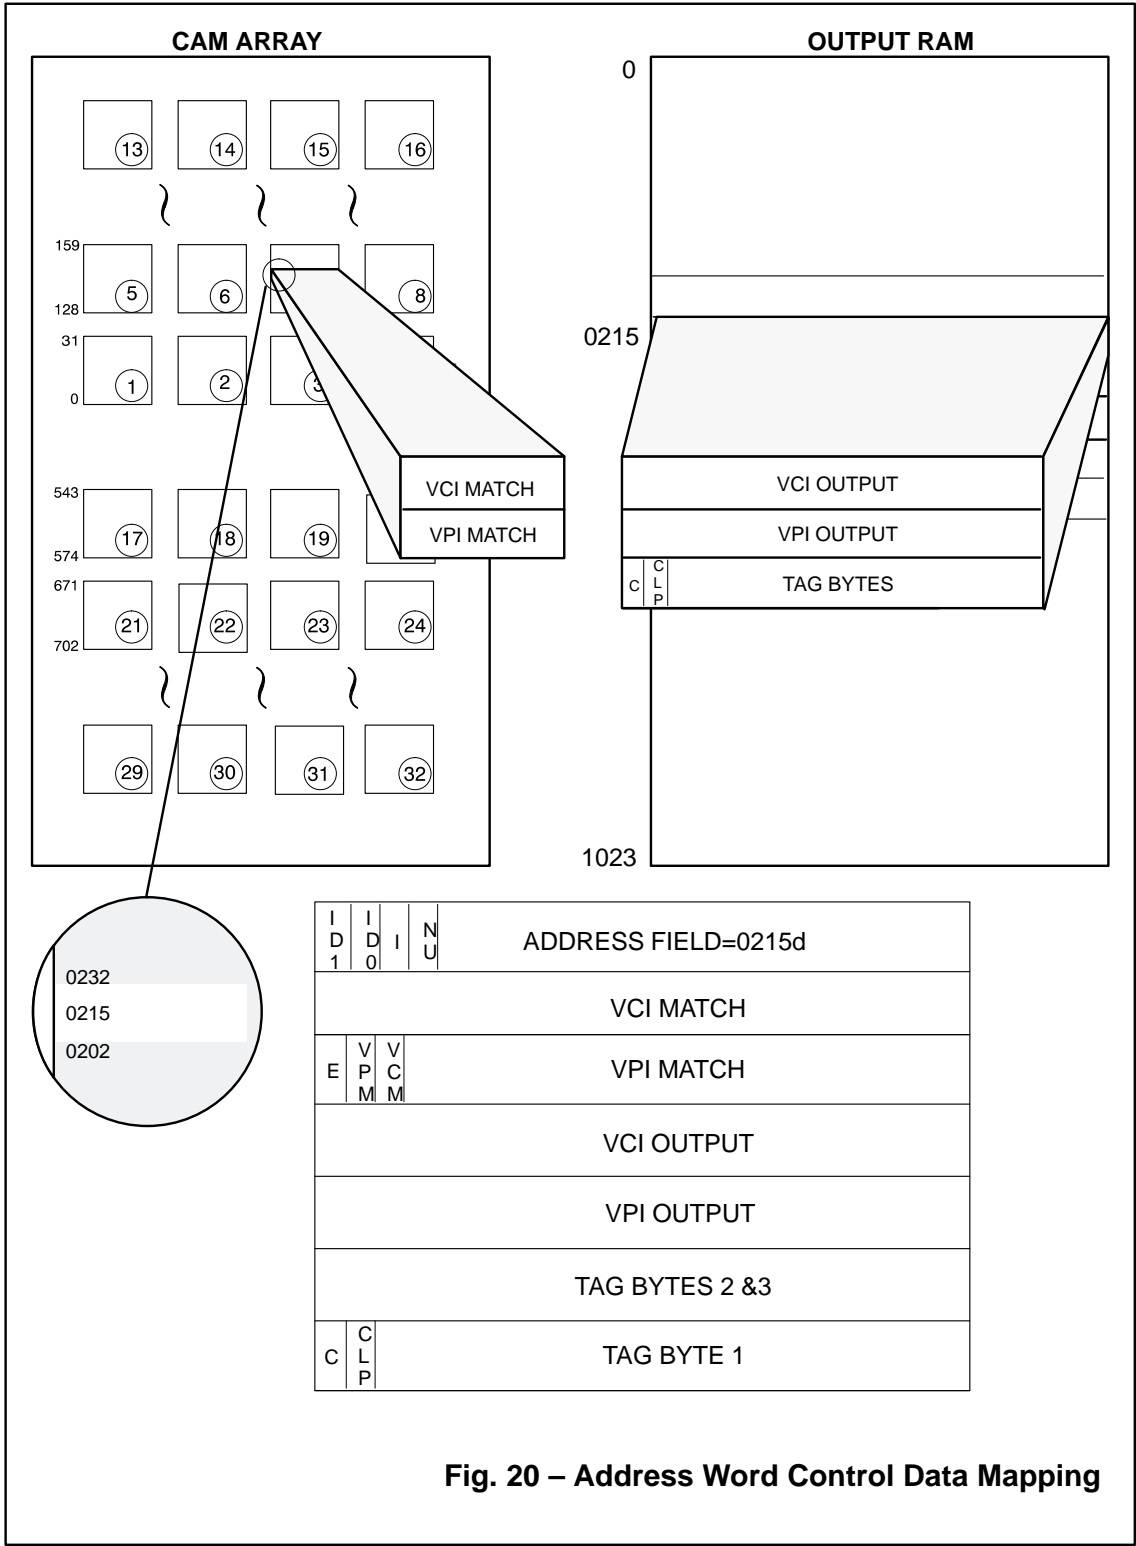 CAM ARRAY
OUTPUT RAM
0
13 14 15 16
159
5 6 8
128
31
1 2 3
0
0215
VCI MATCH
VPI MATCH
VCI OUTPUT
VPI OUTPUT
C CLP TAG BYTES
543
17 18 19
574
671
21 22 23 24
702
29 30 31 32
1023
0232
0215
0202
ID1 ID0 I NU ADDRESS FIELD=0215d
VCI MATCH
E VPM VCM VPI MATCH
VCI OUTPUT
VPI OUTPUT
TAG BYTES 2 &3
C CLP TAG BYTE 1
Fig. 20 – Address Word Control Data Mapping